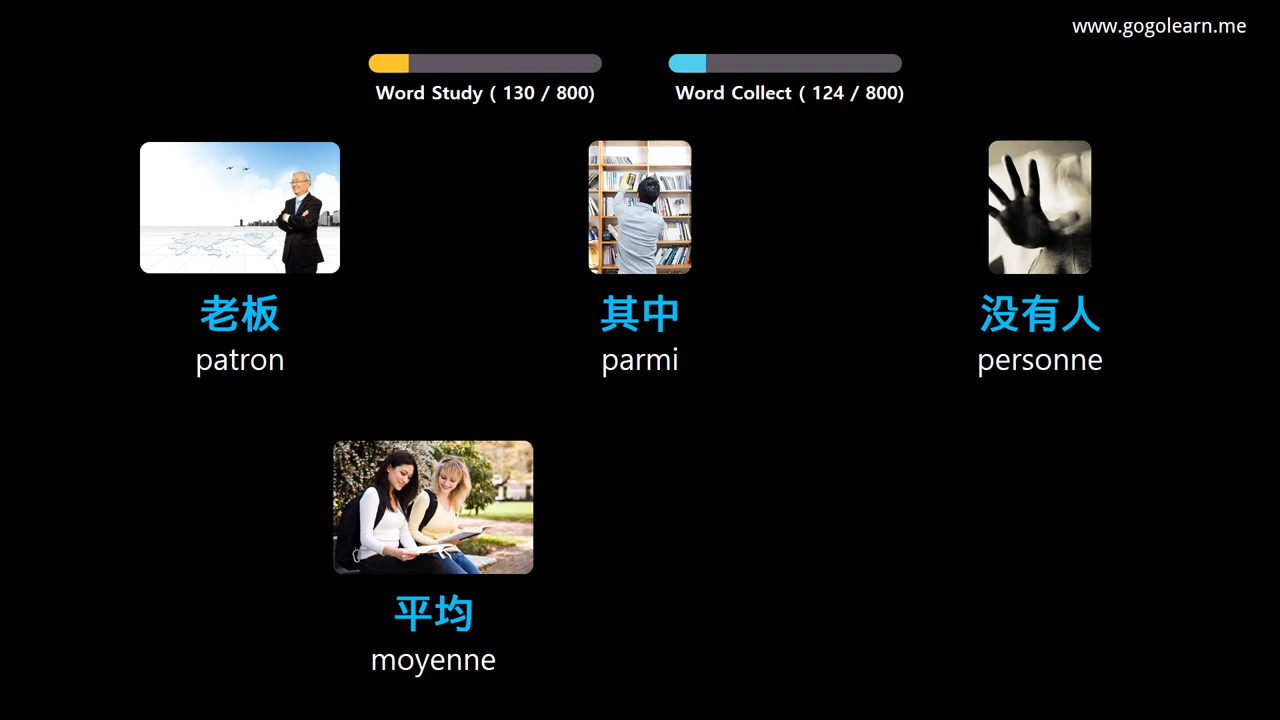 www.gogolearn.me
Word Study ( 130 / 800)
Word Collect ( 124 / 800)
老板
patron
其中
parmi
没有人
personne
平均
moyenne